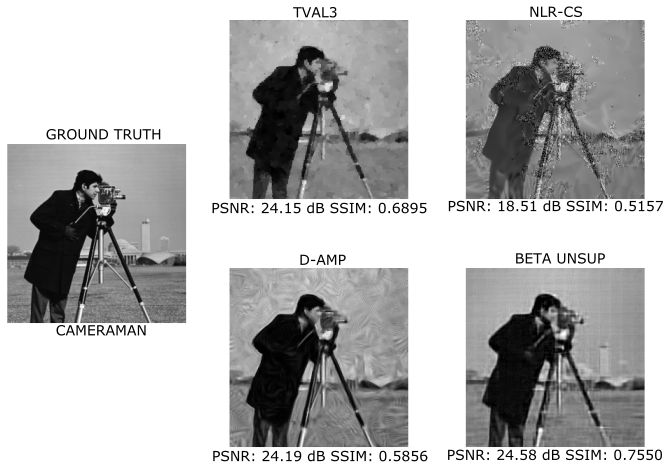 GROUND TRUTH
CAMERAMAN
TVAL3
PSNR: 24.15 dB SSIM: 0.6895
NLR-CS
PSNR: 18.51 dB SSIM: 0.5157
D-AMP
PSNR: 24.19 dB SSIM: 0.5856
BETA UNSUP
PSNR: 24.58 dB SSIM: 0.7550